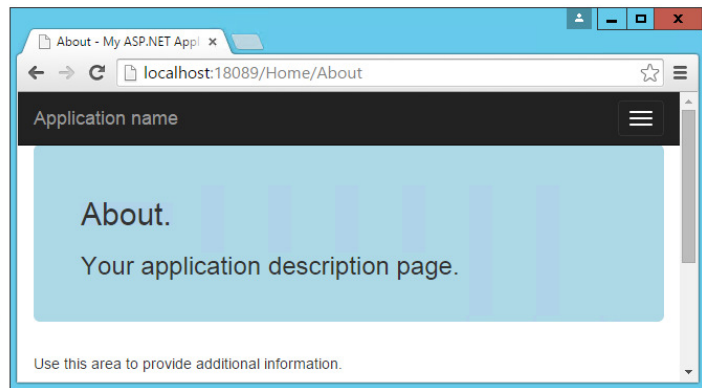 About - My ASP.NET Appl
localhost:18089/Home/About
Application name
About.
Your application description page.
Use this area to provide additional information.